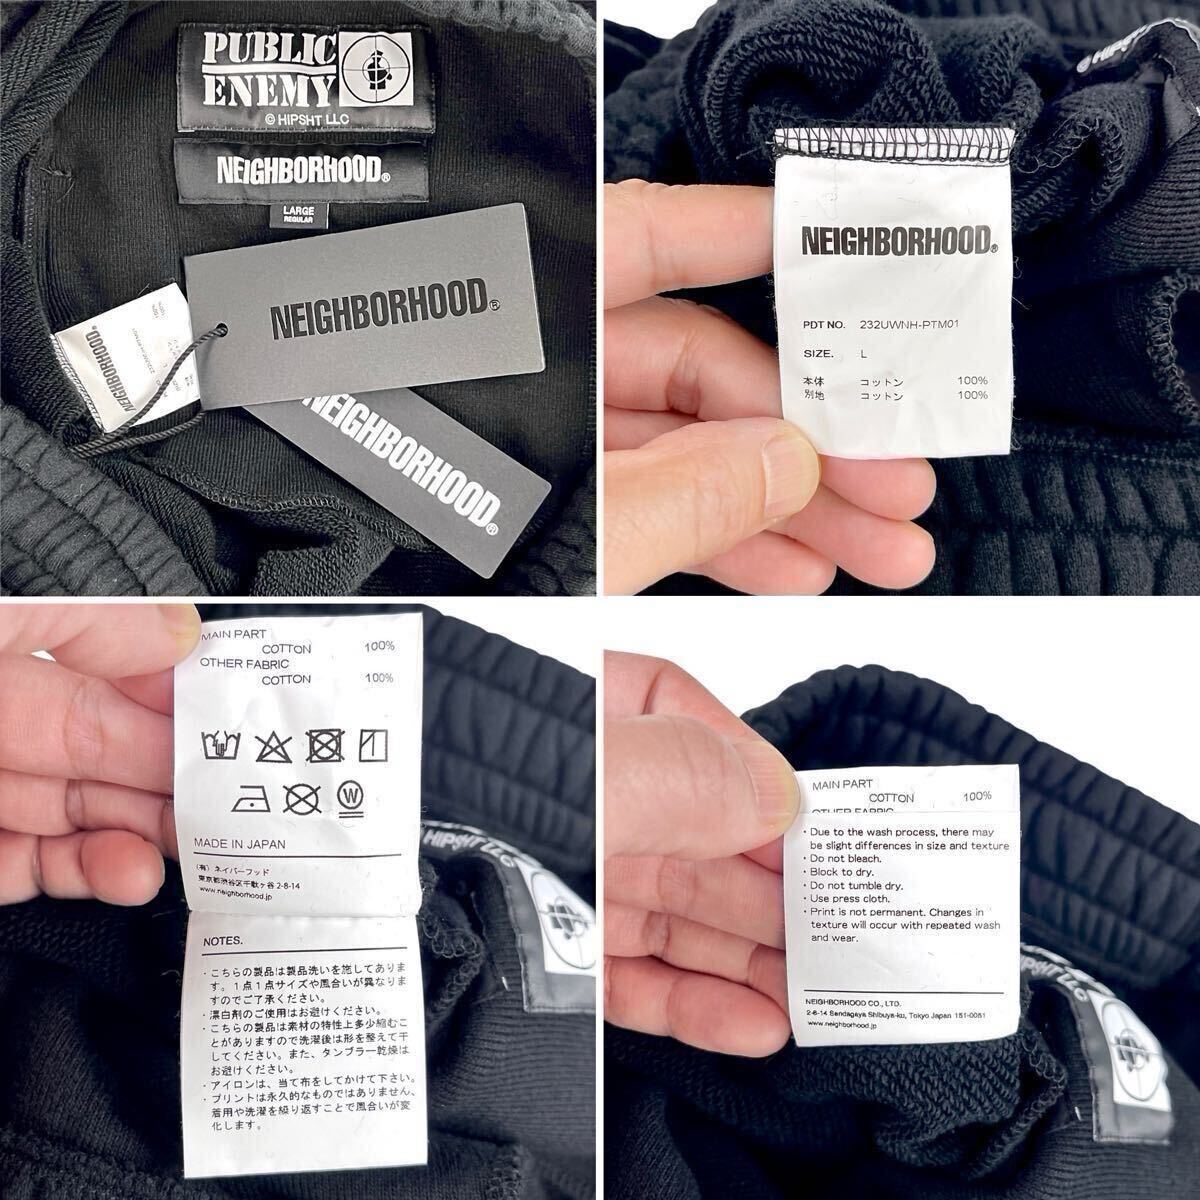 PUBLIC
ENEMY
© HIPSHT LLC
NEIGHBORHOOD®
LARGE
REGULAR
NEIGHBORHOOD®
NEIGHBORHOOD®
NEIGHBORHOOD®
© HIPSHT
NEIGHBORHOOD®
PDT NO. 232UWNH-PTM01
SIZE. L
本体 コットン 100%
別地 コットン 100%
MAIN PART
COTTON 100%
OTHER FABRIC
COTTON 100%
W
MADE IN JAPAN
(有) ネイバーフッド
東京都渋谷区千駄ヶ谷 2-8-14
www.neighborhood.jp
NOTES.
・こちらの製品は製品洗いを施してありま
す。1点1点サイズや風合いが異なりま
すのでご了承ください。
・漂白剤のご使用はお避けください。
・こちらの製品は素材の特性上多少縮むこ
とがありますので洗濯後は形を整えて干
してください。また、タンブラー乾燥は
お避けください。
・アイロンは、当て布をしてかけて下さい。
・プリントは永久的なものではありません、
着用や洗濯を繰り返すことで風合いが変
化します。
HIPSHT LLC
MAIN PART
COTTON 100%
OTHER FABRIC
・Due to the wash process, there may
be slight differences in size and texture
・Do not bleach.
・Block to dry.
・Do not tumble dry.
・Use press cloth.
・Print is not permanent. Changes in
texture will occur with repeated wash
and wear.
NEIGHBORHOOD CO., LTD.
2-8-14 Sendagaya Shibuya-ku, Tokyo Japan 151-0051
www.neighborhood.jp
HIPSHT LLC